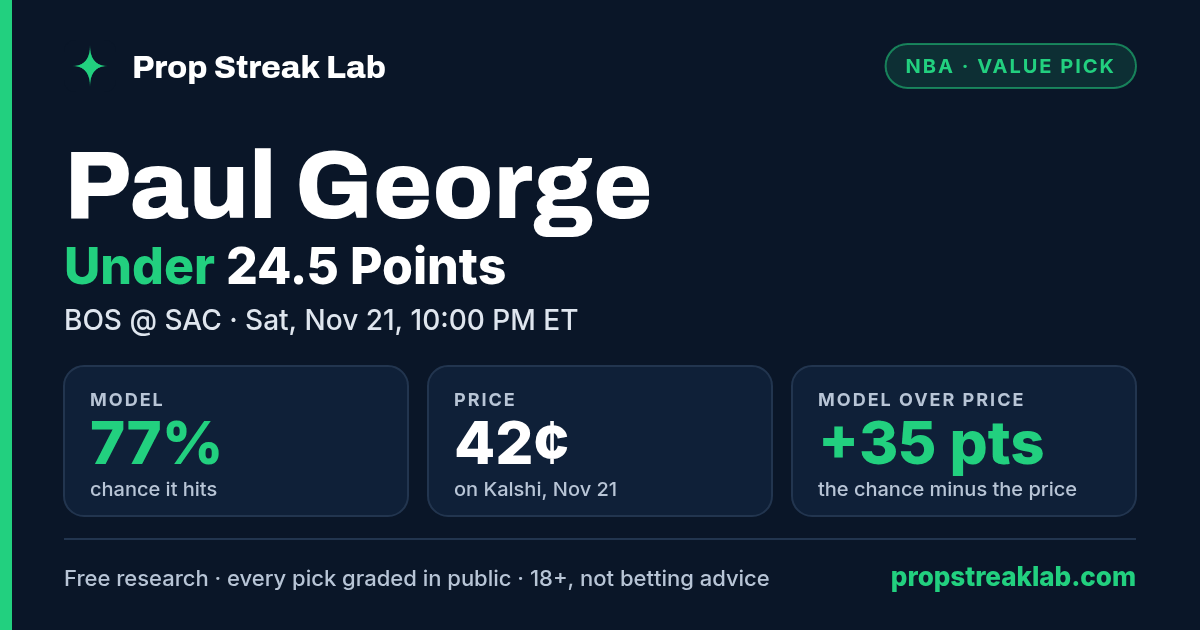 Prop Streak Lab
NBA · VALUE PICK
Paul George
Under 24.5 Points
BOS @ SAC · Sat, Nov 21, 10:00 PM ET
MODEL
77%
chance it hits
PRICE
42¢
on Kalshi, Nov 21
MODEL OVER PRICE
+35 pts
the chance minus the price
Free research · every pick graded in public · 18+, not betting advice
propstreaklab.com